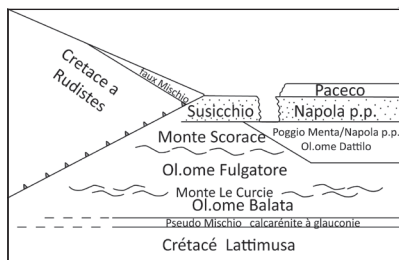 Cretace a
Rudistes
faux Mischio
Paceco
Susicchio
Napola p.p.
Monte Scorace
Poggio Menta/Napola p.p.
Ol.ome Dattilo
Ol.ome Fulgatore
Monte Le Curcie
Ol.ome Balata
Pseudo Mischio calcarénite à glauconie
Crétacé Lattimusa